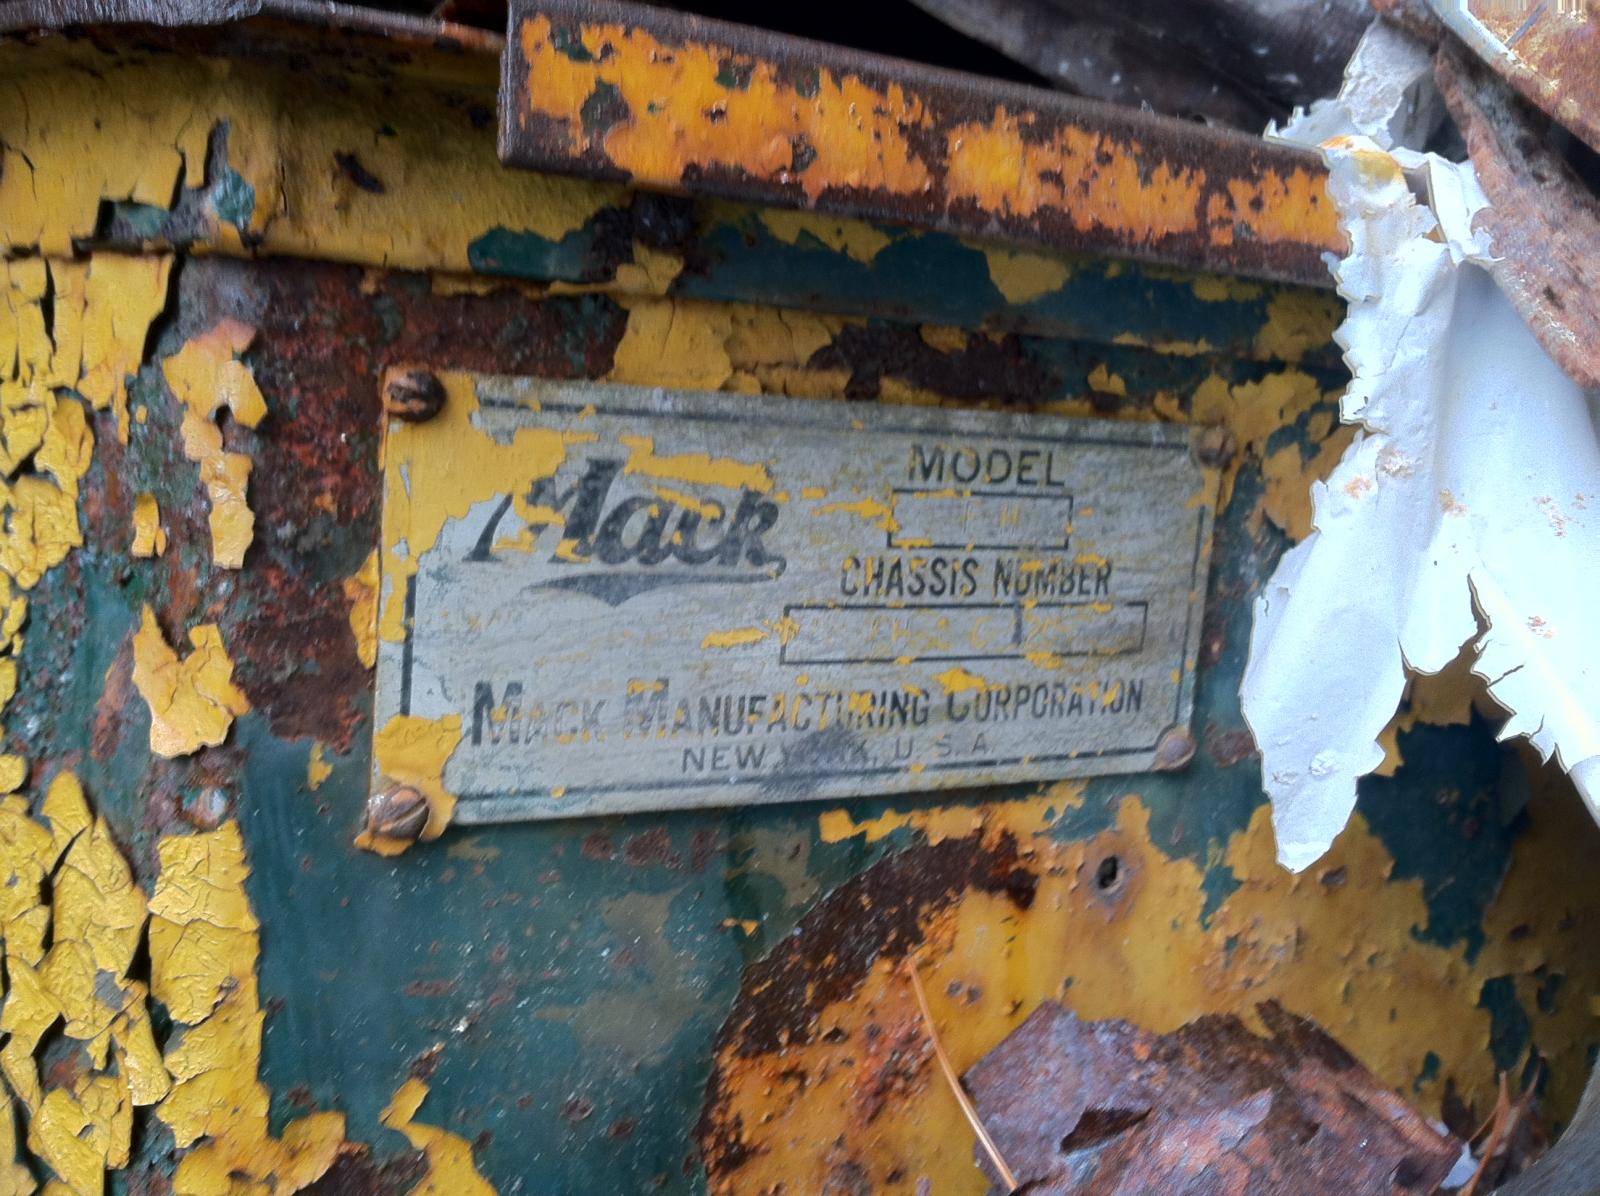 Mack
MODEL
F H
CHASSIS NUMBER
MACK MANUFACTURING CORPORATION
NEW YORK, U.S.A.